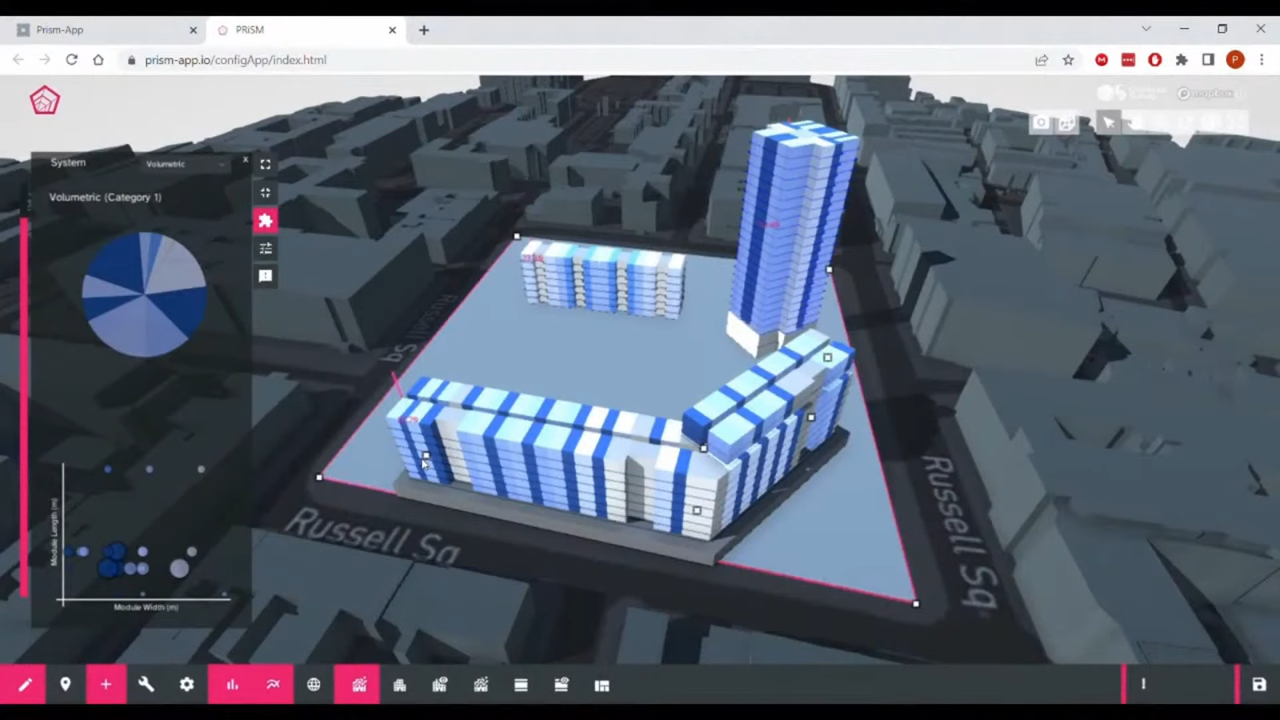 Prism-App
PRiSM
prism-app.io/configApp/index.html
P
mapbox
System
Volumetric
x
Volumetric (Category 1)
Russell Sq
Russell Sq
Russell Sq
Module Length (m)
Module Width (m)